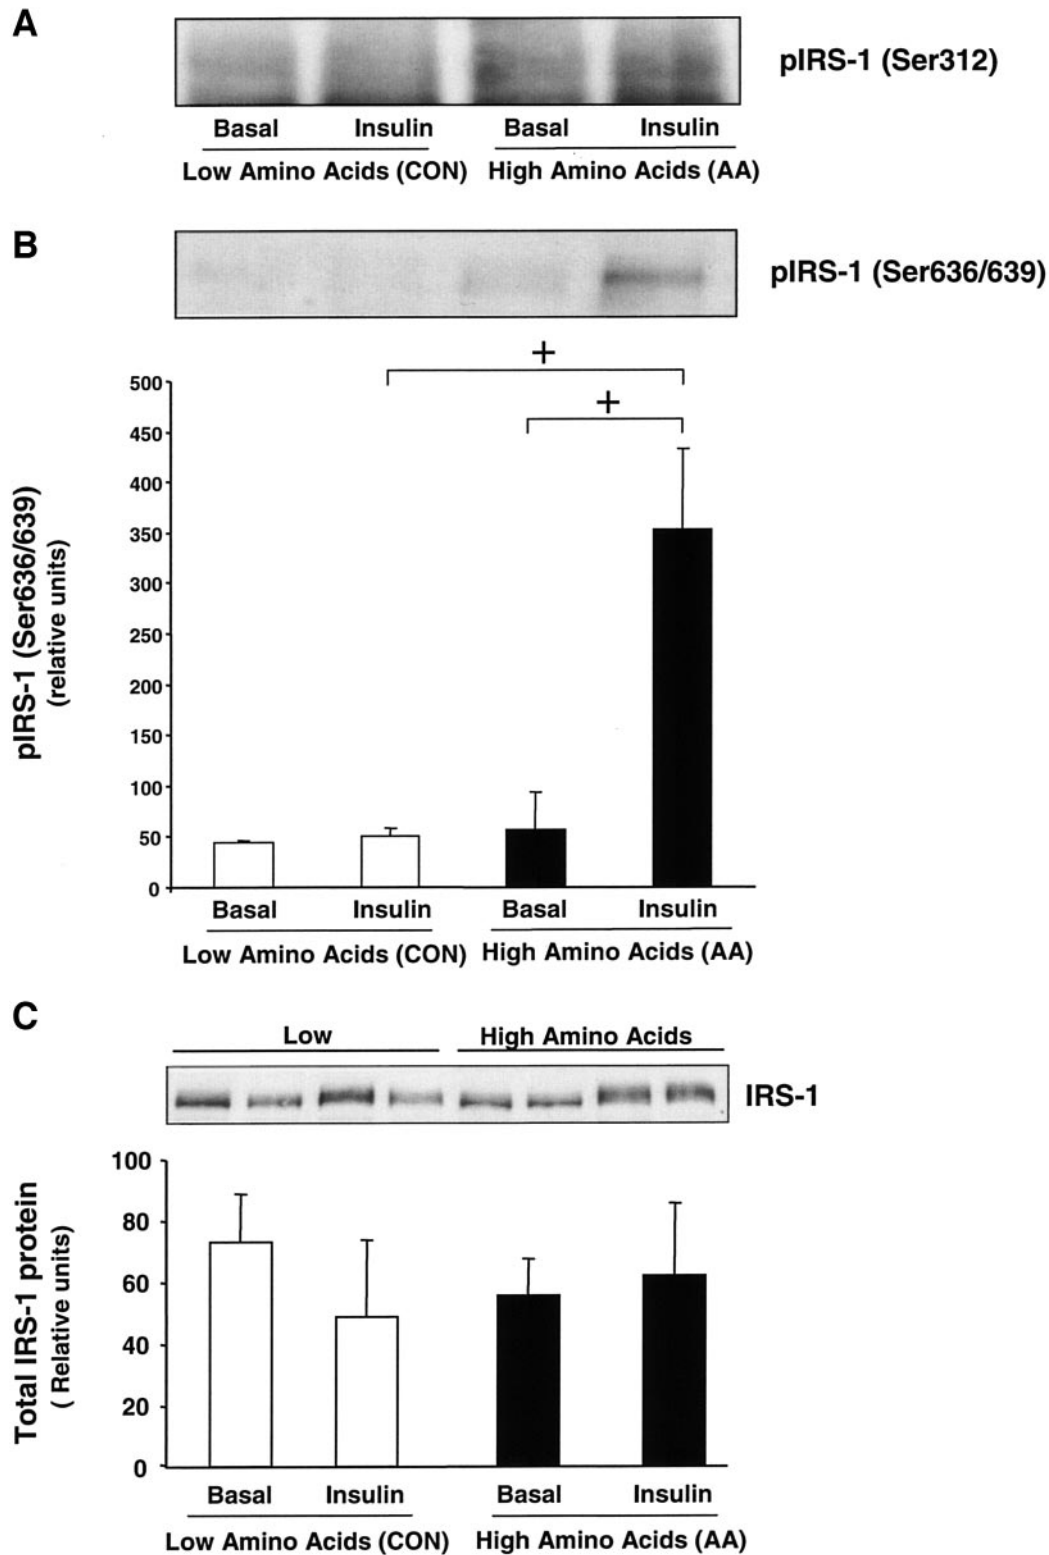 A
pIRS-1 (Ser312)
Basal Insulin Basal Insulin
Low Amino Acids (CON) High Amino Acids (AA)
B
pIRS-1 (Ser636/639)
+
+
pIRS-1 (Ser636/639)
(relative units)
500
450
400
350
300
250
200
150
100
50
0
Basal Insulin Basal Insulin
Low Amino Acids (CON) High Amino Acids (AA)
C
Low High Amino Acids
IRS-1
Total IRS-1 protein
( Relative units)
100
80
60
40
20
0
Basal Insulin Basal Insulin
Low Amino Acids (CON) High Amino Acids (AA)